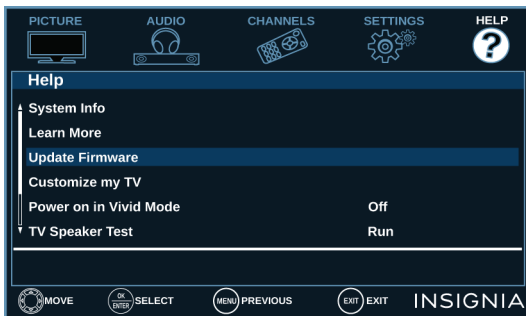 PICTURE AUDIO CHANNELS SETTINGS HELP
?
Help
System Info
Learn More
Update Firmware
Customize my TV
Power on in Vivid Mode Off
TV Speaker Test Run
MOVE OK ENTER SELECT MENU PREVIOUS EXIT EXIT INSIGNIA